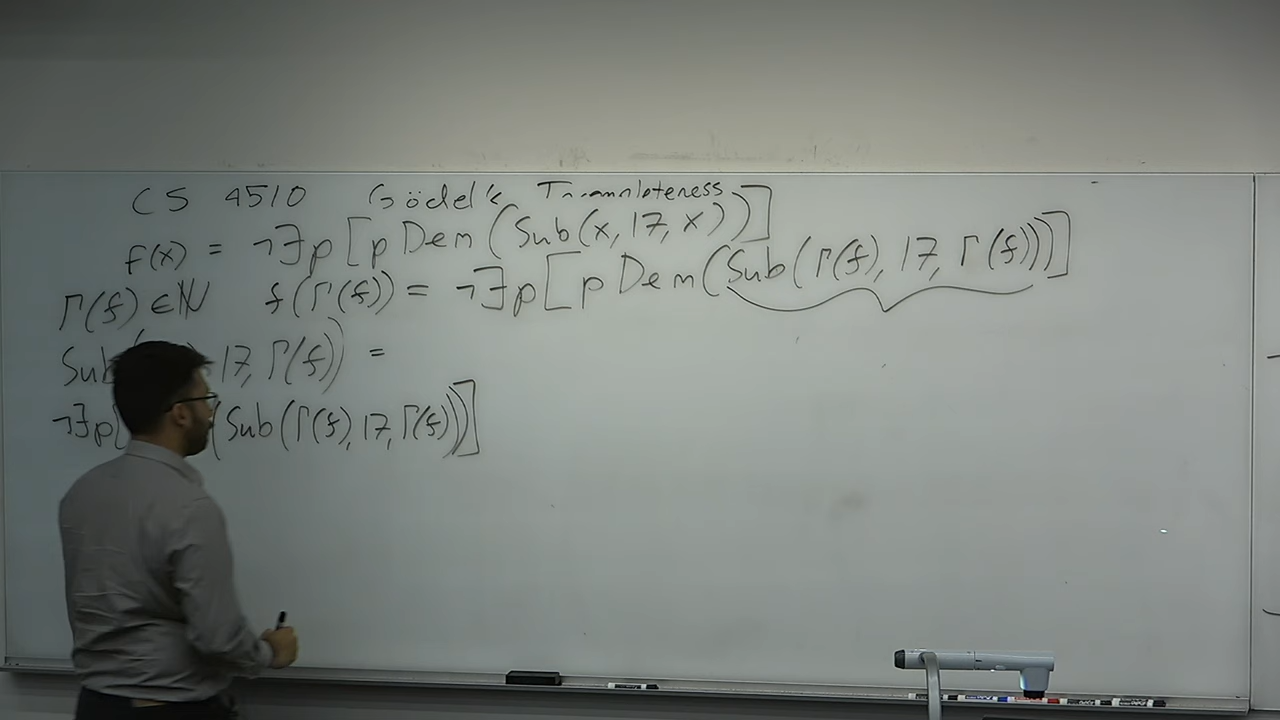 CS 4510 Gödel's Incompleteness
f(x) = ¬∃p[p Dem(Sub(x, 17, x))]
Γ(f) ∈ ℕ f(Γ(f)) = ¬∃p[p Dem(Sub(Γ(f), 17, Γ(f)))]
Sub( 17, Γ(f)) =
¬∃p[ (Sub(Γ(f), 17, Γ(f)))]